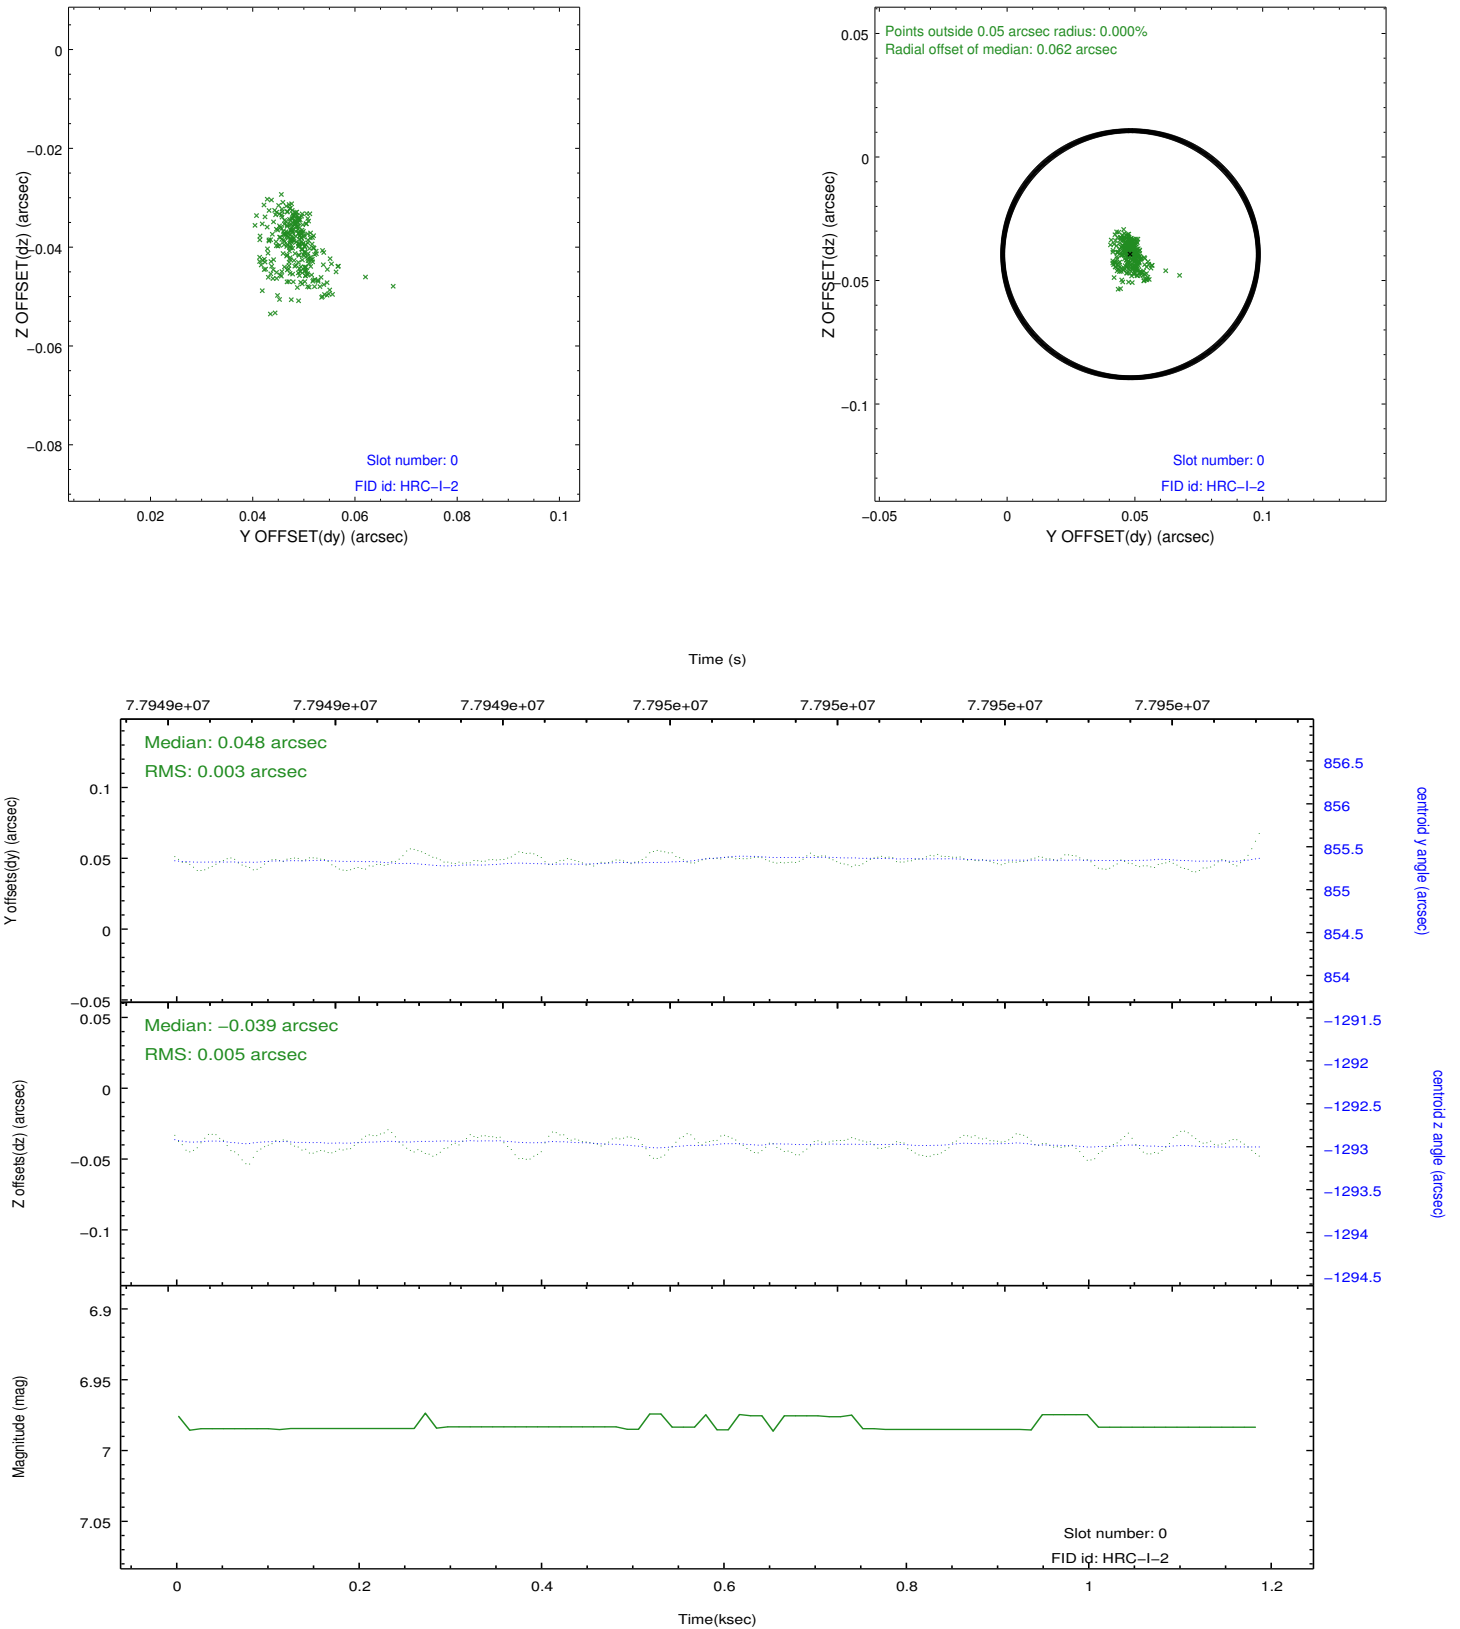 0
−0.02
−0.04
−0.06
−0.08
Z OFFSET(dz) (arcsec)
0.02
0.04
0.06
0.08
0.1
Y OFFSET(dy) (arcsec)
Slot number: 0
FID id: HRC−I−2
Points outside 0.05 arcsec radius: 0.000%
Radial offset of median: 0.062 arcsec
0.05
0
−0.05
−0.1
Z OFFSET(dz) (arcsec)
−0.05
0
0.05
0.1
Y OFFSET(dy) (arcsec)
Slot number: 0
FID id: HRC−I−2
Time (s)
7.7949e+07
7.7949e+07
7.7949e+07
7.795e+07
7.795e+07
7.795e+07
7.795e+07
Median: 0.048 arcsec
RMS: 0.003 arcsec
0.1
0.05
0
−0.05
Y offsets(dy) (arcsec)
856.5
856
855.5
855
854.5
854
centroid y angle (arcsec)
Median: −0.039 arcsec
RMS: 0.005 arcsec
0.05
0
−0.05
−0.1
Z offsets(dz) (arcsec)
−1291.5
−1292
−1292.5
−1293
−1293.5
−1294
−1294.5
centroid z angle (arcsec)
6.9
6.95
7
7.05
Magnitude (mag)
Slot number: 0
FID id: HRC−I−2
0
0.2
0.4
0.6
0.8
1
1.2
Time(ksec)